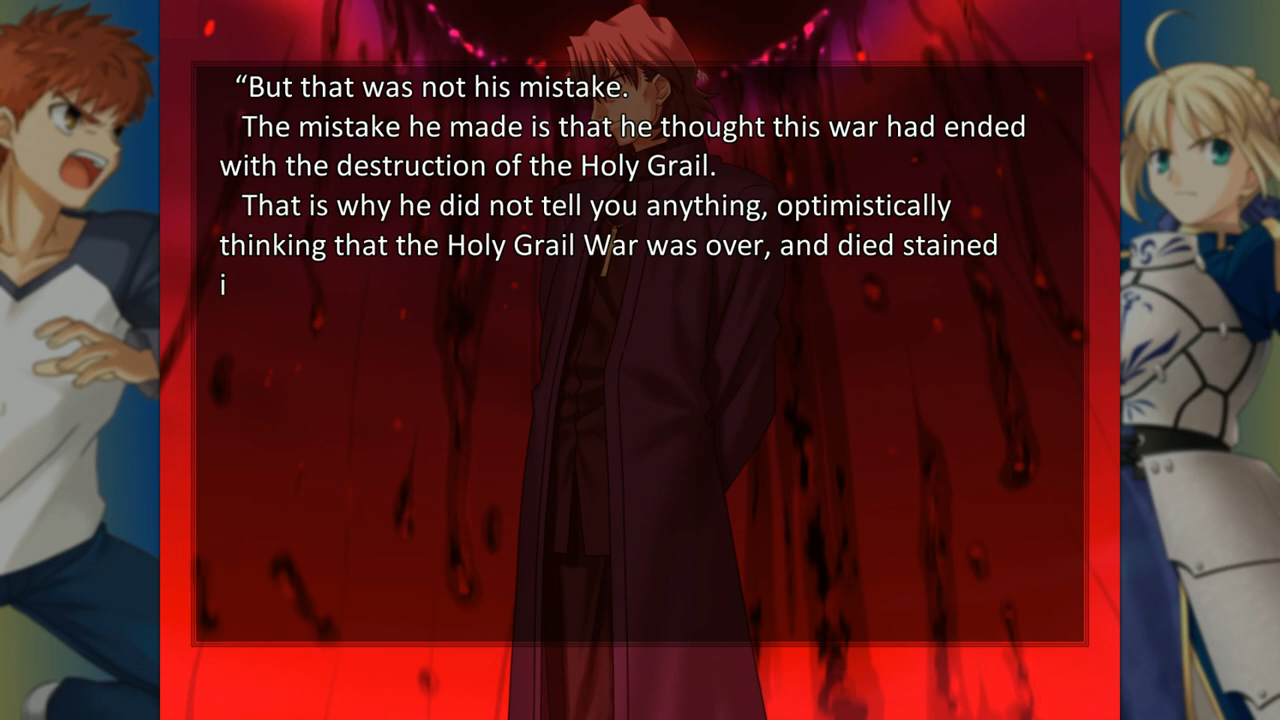 “But that was not his mistake.
The mistake he made is that he thought this war had ended
with the destruction of the Holy Grail.
That is why he did not tell you anything, optimistically
thinking that the Holy Grail War was over, and died stained
i